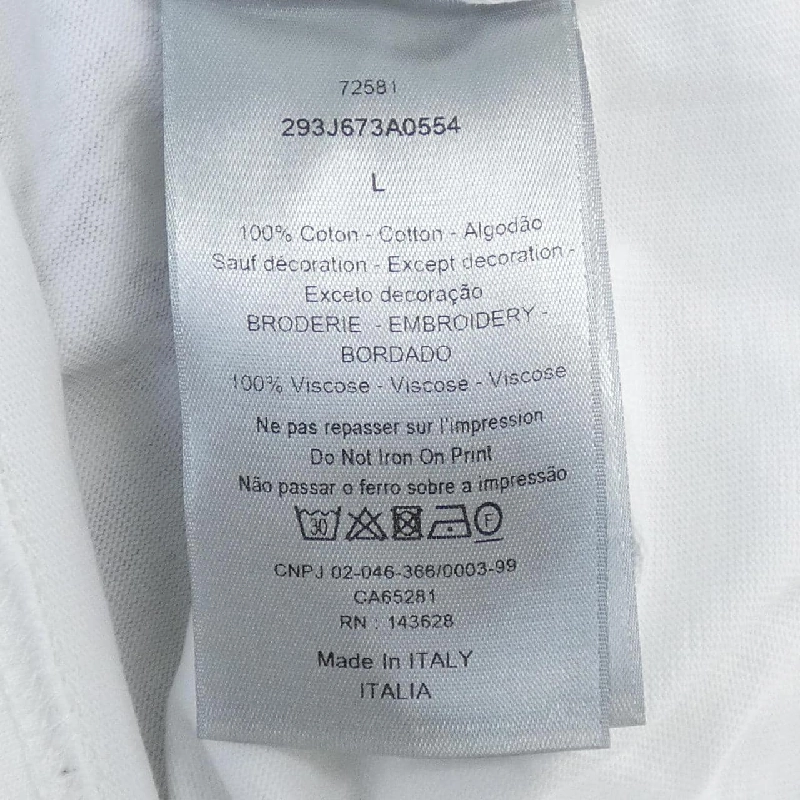 72581
293J673A0554
L
100% Coton - Cotton - Algodão
Sauf décoration - Except decoration -
Exceto decoração
BRODERIE - EMBROIDERY -
BORDADO
100% Viscose - Viscose - Viscose
Ne pas repasser sur l'impression
Do Not Iron On Print
Não passar o ferro sobre a impressão
30 F
CNPJ 02-046-366/0003-99
CA65281
RN : 143628
Made In ITALY
ITALIA